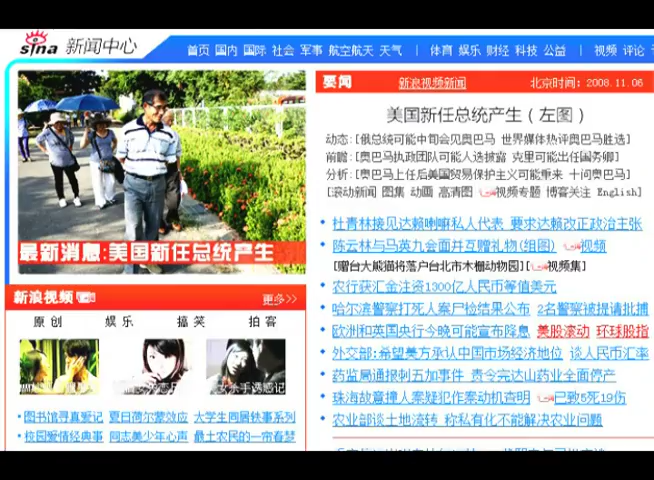 sina 新闻中心
首页 国内 国际 社会 军事 航空航天 天气 | 体育 娱乐 财经 科技 公益 | 视频 评论
最新消息:美国新任总统产生
新浪视频
更多>>
原创 娱乐 搞笑 拍客
女杀手诱惑记
图书馆寻真爱记 夏日荷尔蒙效应 大学生同居轶事系列
校园爱情经典事 同志美少年心声 最土农民的一帘春梦
要闻 新浪视频新闻 北京时间：2008.11.06
美国新任总统产生（左图）
动态:[俄总统可能中旬会见奥巴马 世界媒体热评奥巴马胜选]
前瞻:[奥巴马执政团队可能人选披露 克里可能出任国务卿]
分析:[奥巴马上任后美国贸易保护主义可能重来 十问奥巴马]
[滚动新闻 图集 动画 高清图 视频专题 博客关注 English]
杜青林接见达赖喇嘛私人代表 要求达赖改正政治主张
陈云林与马英九会面并互赠礼物(组图) 视频
[赠台大熊猫将落户台北市木栅动物园][视频集]
农行获汇金注资1300亿人民币等值美元
哈尔滨警察打死人案尸检结果公布 2名警察被提请批捕
欧洲和英国央行今晚可能宣布降息 美股滚动 环球股指
外交部:希望美方承认中国市场经济地位 谈人民币汇率
药监局通报刺五加事件 责令完达山药业全面停产
珠海故意撞人案疑犯作案动机查明 已致5死19伤
农业部谈土地流转 称私有化不能解决农业问题